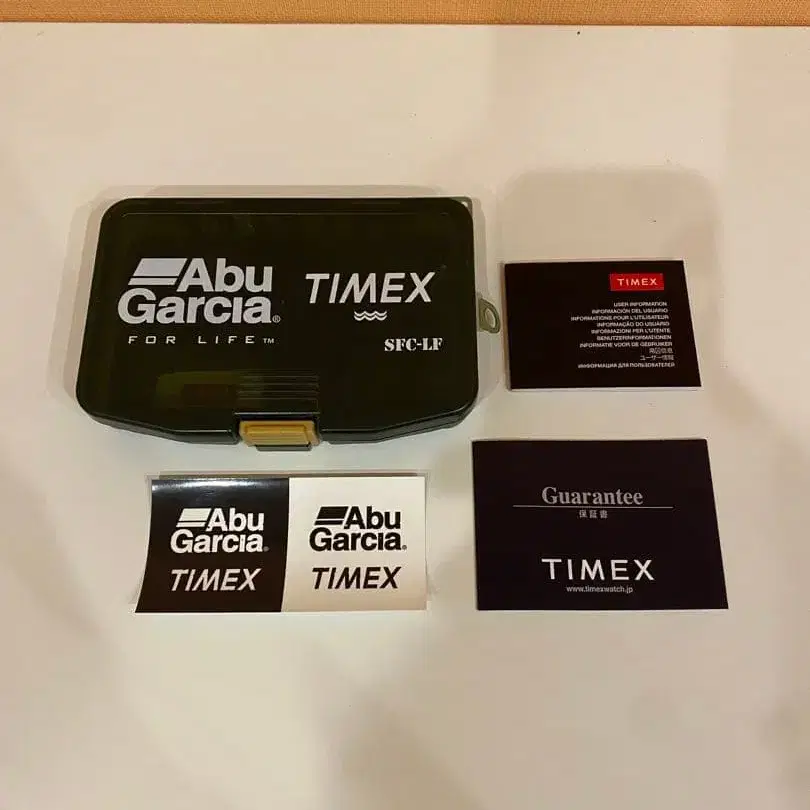 Abu
Garcia®
FOR LIFE™
TIMEX
SFC-LF
TIMEX
USER INFORMATION
INFORMACIÓN DEL USUARIO
INFORMATIONS POUR L'UTILISATEUR
INFORMAÇÃO DO USUÁRIO
INFORMAZIONI PER L'UTENTE
BENUTZERINFORMATIONEN
INFORMATIE VOOR DE GEBRUIKER
ユーザー情報
ИНФОРМАЦИЯ ДЛЯ ПОЛЬЗОВАТЕЛЕЙ
Abu
Garcia®
TIMEX
Abu
Garcia®
TIMEX
Guarantee
保証書
TIMEX
www.timexwatch.jp